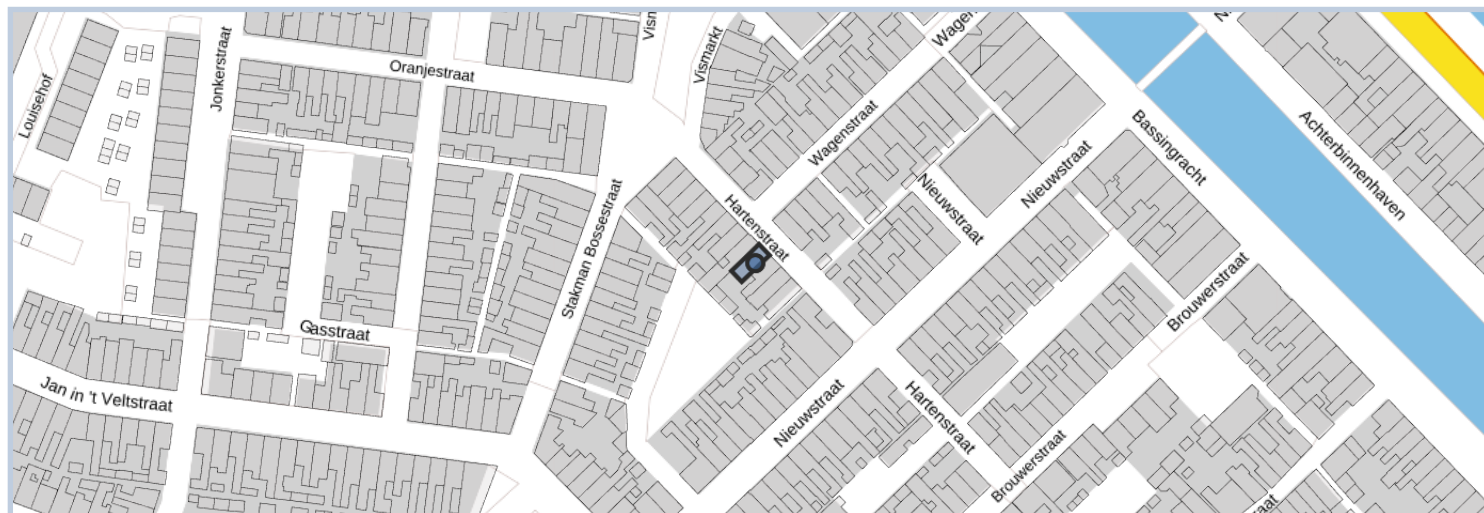 Louisehof
Jonkerstraat
Oranjestraat
Vismarkt
Wagenstraat
Hartenstraat
Nieuwstraat
Nieuwstraat
Bassingracht
Achterbinnenhaven
Stakman Bossestraat
Gasstraat
Jan in 't Veltstraat
Nieuwstraat
Hartenstraat
Brouwerstraat
Brouwerstraat